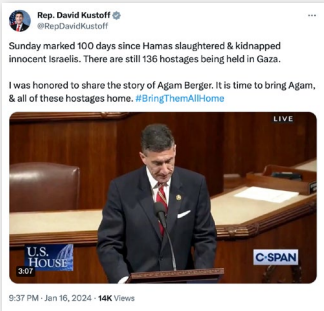 Rep. David Kustoff
@RepDavidKustoff
Sunday marked 100 days since Hamas slaughtered & kidnapped
innocent Israelis. There are still 136 hostages being held in Gaza.
I was honored to share the story of Agam Berger. It is time to bring Agam,
& all of these hostages home. #BringThemAllHome
LIVE
U.S.
HOUSE
C-SPAN
3:07
9:37 PM · Jan 16, 2024 · 14K Views